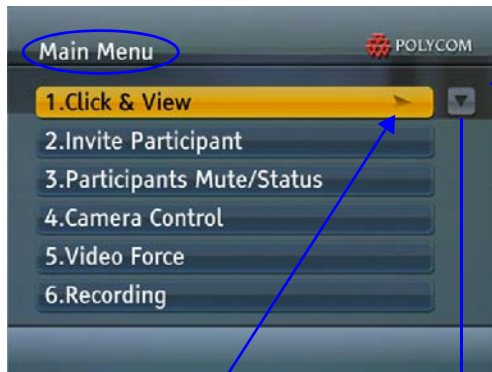 Main Menu
POLYCOM
1.Click & View
2.Invite Participant
3.Participants Mute/Status
4.Camera Control
5.Video Force
6.Recording